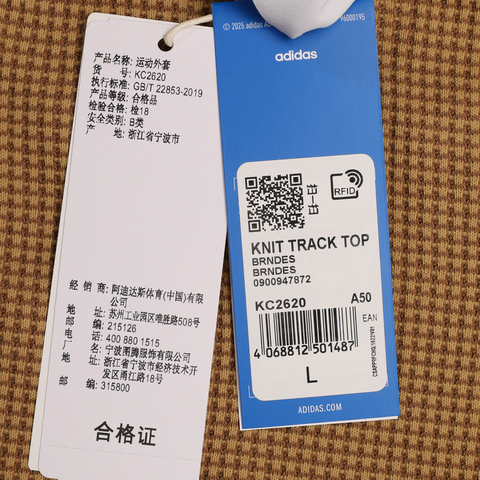 产品名称: 运动外套
货 号: KC2620
执行标准: GB/T 22853-2019
产品等级: 合格品
检验合格: 检18
安全类别: B类
产 地: 浙江省宁波市
经 销 商: 阿迪达斯体育(中国)有限公司
地 址: 苏州工业园区唯胜路508号
邮 编: 215126
电 话: 400 880 1515
厂 名: 宁波图腾服饰有限公司
地 址: 浙江省宁波市经济技术开发区甬江路18号
邮 编: 315800
合格证
© 2025 adidas
96000195
adidas
RFID
KNIT TRACK TOP
BRNDES
BRNDES
0900947872
KC2620 A50
EAN
4 068812 501487
L
ADIDAS.COM